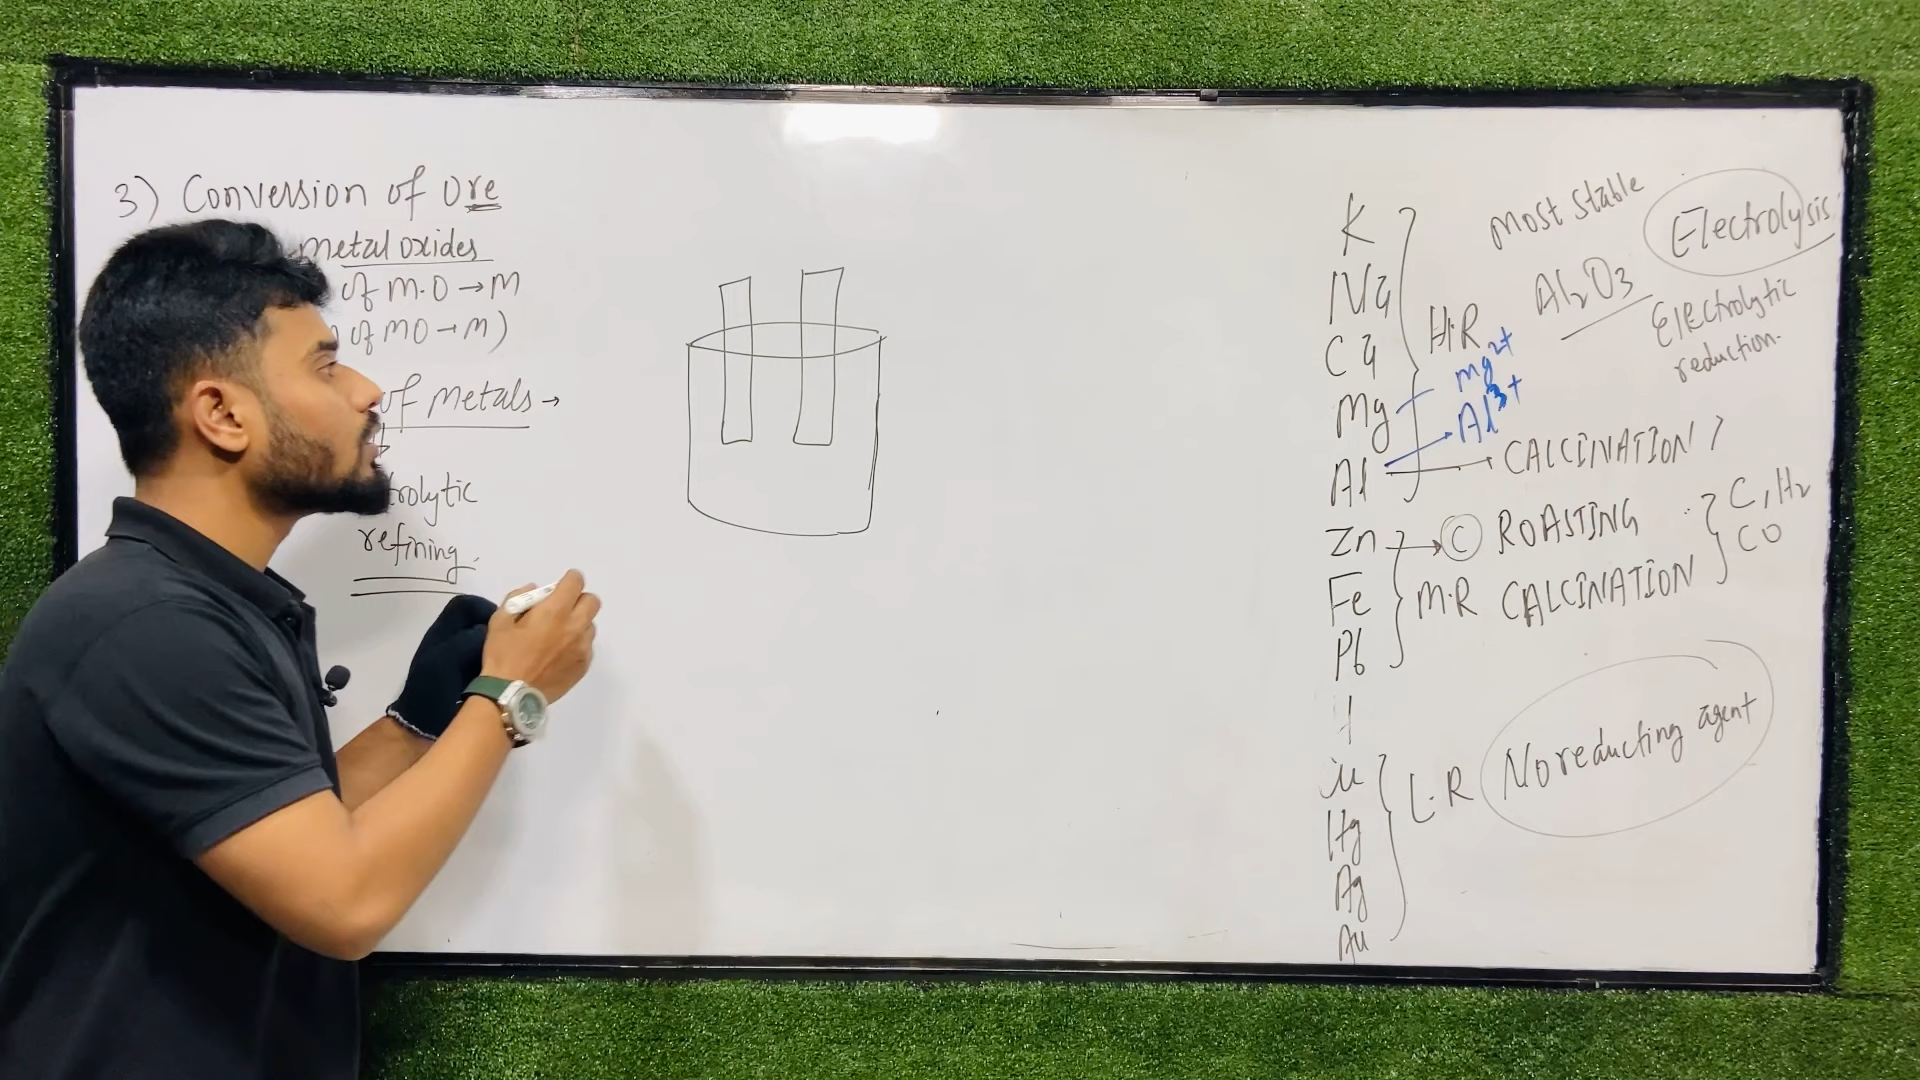 3) Conversion of Ore
metal oxides
of M.O → M
of MO → M)
of Metals →
rolytic
refining.
K
Na
Ca
Mg
Al
Zn
Fe
Pb
Hg
Ag
Au
H.R
Mg2+
Al3+
Most stable
Al2O3
Electrolysis
Electrolytic
reduction.
CALCINATION
C ROASTING
M.R CALCINATION
C, H2
CO
L.R No reducting agent